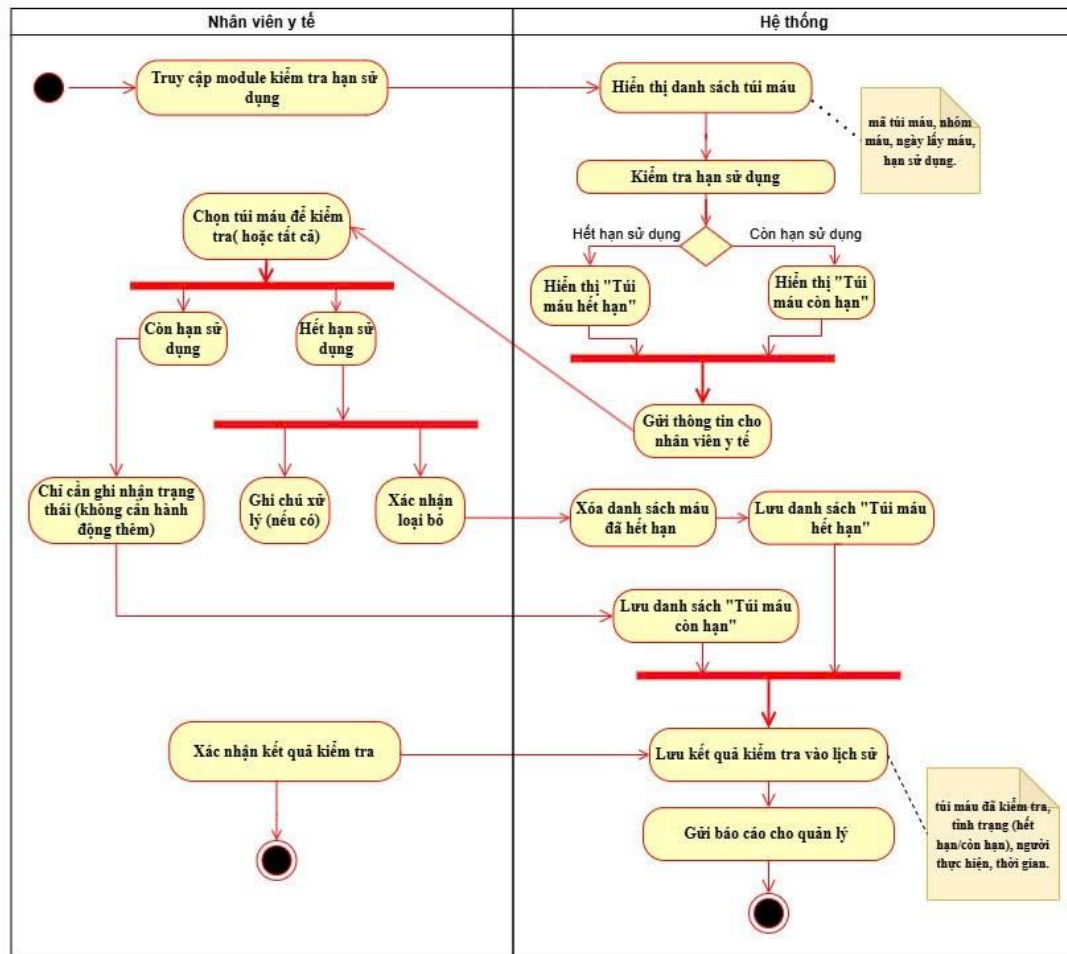 Nhân viên y tế
Hệ thống
Truy cập module kiểm tra hạn sử
dụng
Hiển thị danh sách túi máu
mã túi máu, nhóm
máu, ngày lấy máu,
hạn sử dụng.
Kiểm tra hạn sử dụng
Chọn túi máu để kiểm
tra( hoặc tất cả)
Hết hạn sử dụng
Còn hạn sử dụng
Hiển thị "Túi
máu hết hạn"
Hiển thị "Túi
máu còn hạn"
Còn hạn sử
dụng
Hết hạn sử
dụng
Gửi thông tin cho
nhân viên y tế
Chỉ cần ghi nhận trạng
thái (không cần hành
động thêm)
Ghi chú xử
lý (nếu có)
Xác nhận
loại bỏ
Xóa danh sách máu
đã hết hạn
Lưu danh sách "Túi máu
hết hạn"
Lưu danh sách "Túi máu
còn hạn"
Xác nhận kết quả kiểm tra
Lưu kết quả kiểm tra vào lịch sử
túi máu đã kiểm tra,
tình trạng (hết
hạn/còn hạn), người
thực hiện, thời gian.
Gửi báo cáo cho quản lý